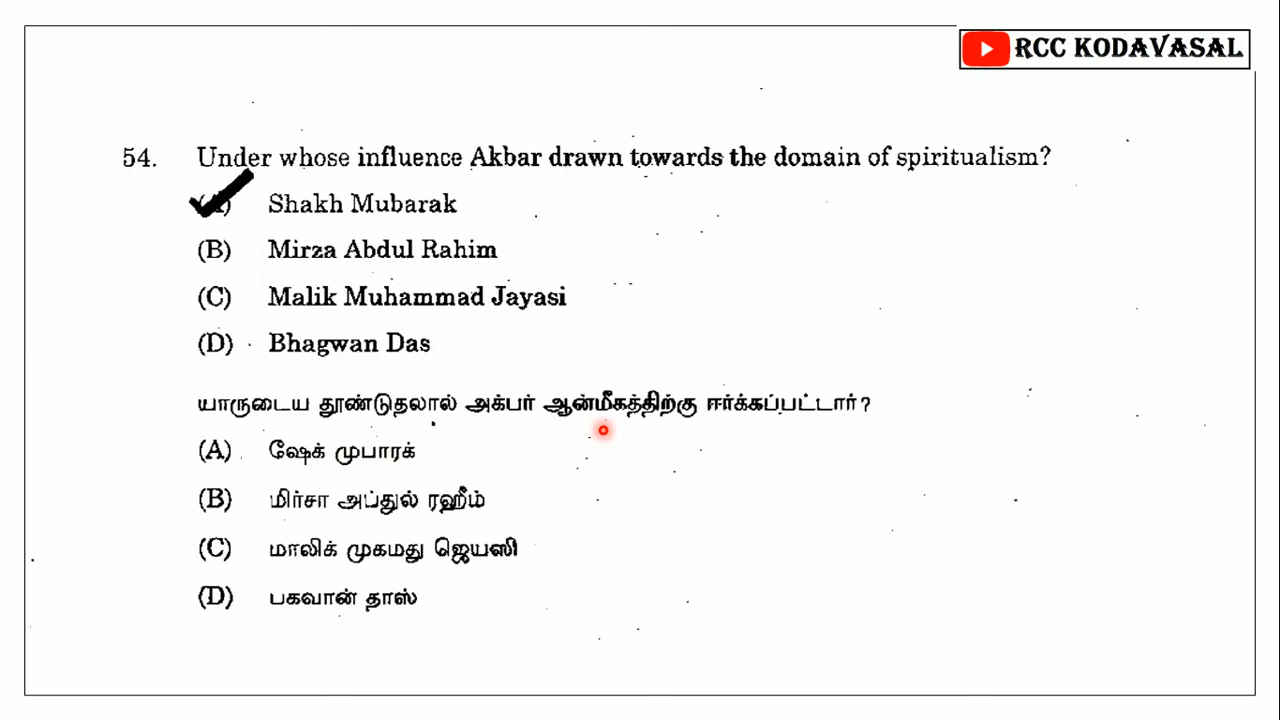 RCC KODAVASAL
54. Under whose influence Akbar drawn towards the domain of spiritualism?
(A) Shakh Mubarak
(B) Mirza Abdul Rahim
(C) Malik Muhammad Jayasi
(D) Bhagwan Das
யாருடைய தூண்டுதலால் அக்பர் ஆன்மீகத்திற்கு ஈர்க்கப்பட்டார்?
(A) ஷேக் முபாரக்
(B) மிர்சா அப்துல் ரஹீம்
(C) மாலிக் முகமது ஜெயஸி
(D) பகவான் தாஸ்